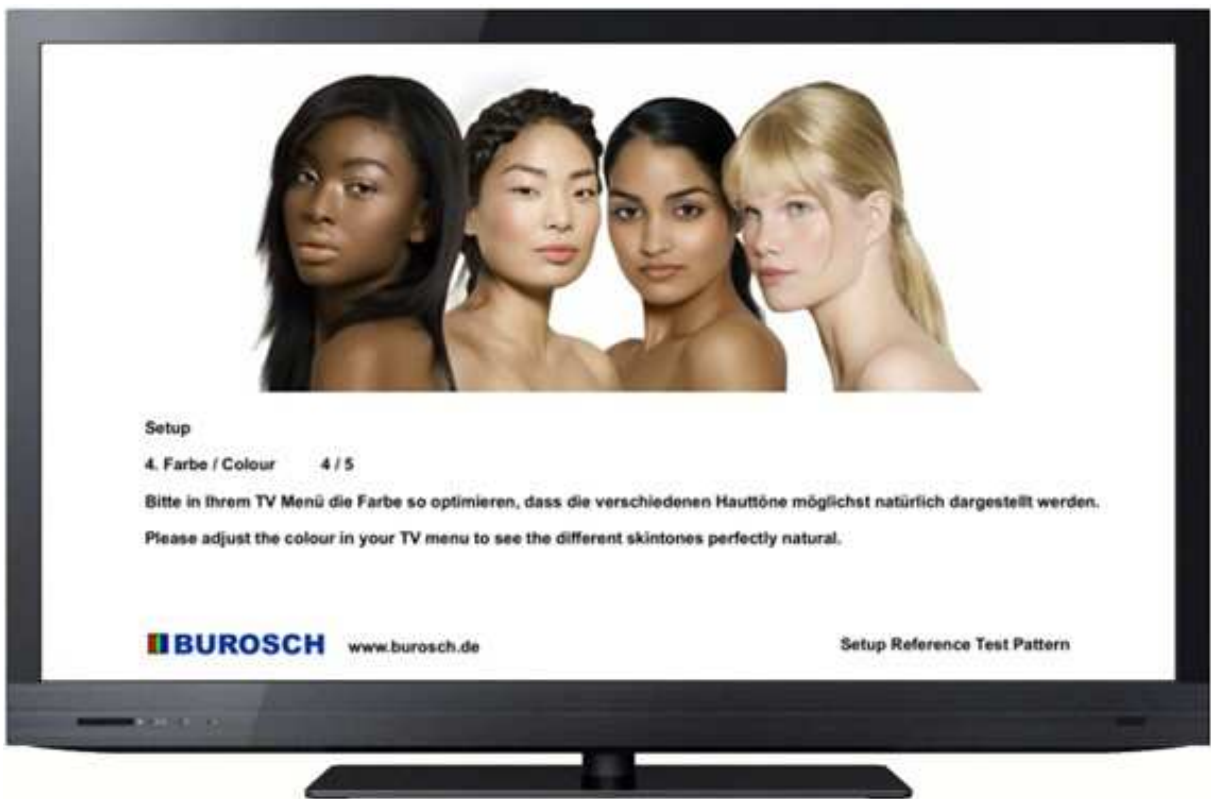 Setup
4. Farbe / Colour 4 / 5
Bitte in Ihrem TV Menü die Farbe so optimieren, dass die verschiedenen Hauttöne möglichst natürlich dargestellt werden.
Please adjust the colour in your TV menu to see the different skintones perfectly natural.
BUROSCH www.burosch.de Setup Reference Test Pattern